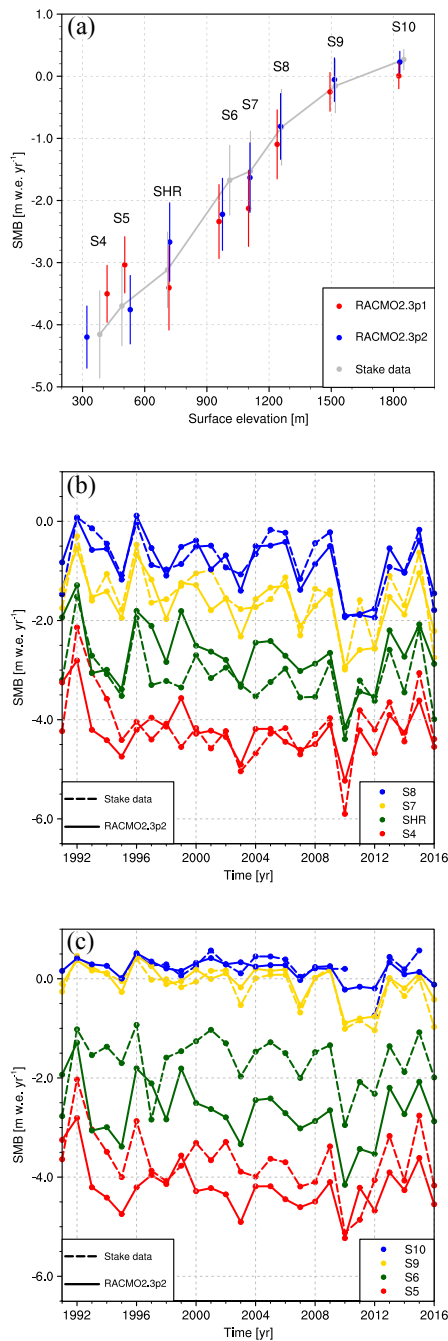 (a)
1.0
0.0
-1.0
-2.0
-3.0
-4.0
-5.0
SMB [m w.e. yr⁻¹]
S4
S5
SHR
S6
S7
S8
S9
S10
RACMO2.3p1
RACMO2.3p2
Stake data
300 600 900 1200 1500 1800
Surface elevation [m]
(b)
0.0
-2.0
-4.0
-6.0
SMB [m w.e. yr⁻¹]
Stake data
RACMO2.3p2
S8
S7
SHR
S4
1992 1996 2000 2004 2008 2012 2016
Time [yr]
(c)
0.0
-2.0
-4.0
-6.0
SMB [m w.e. yr⁻¹]
Stake data
RACMO2.3p2
S10
S9
S6
S5
1992 1996 2000 2004 2008 2012 2016
Time [yr]